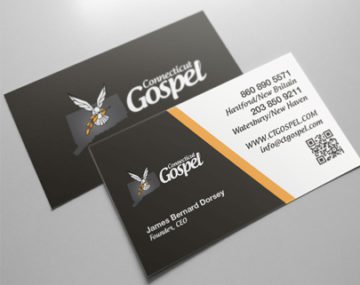 Connecticut
Gospel
860 890 5571
Hartford/New Britain
203 850 9211
Waterbury/New Haven
WWW.CTGOSPEL.COM
info@ctgospel.com
Connecticut
Gospel
James Bernard Dorsey
Founder, CEO